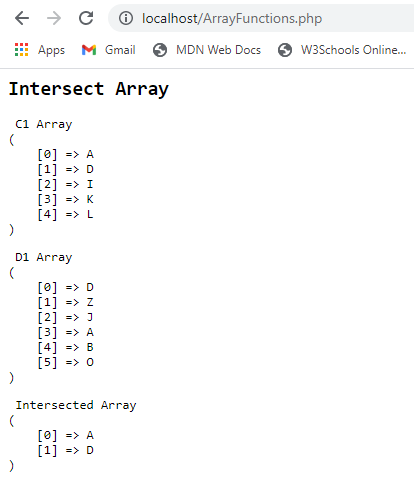 localhost/ArrayFunctions.php
Apps Gmail MDN Web Docs W3Schools Online...
Intersect Array
C1 Array
(
[0] => A
[1] => D
[2] => I
[3] => K
[4] => L
)
D1 Array
(
[0] => D
[1] => Z
[2] => J
[3] => A
[4] => B
[5] => O
)
Intersected Array
(
[0] => A
[1] => D
)